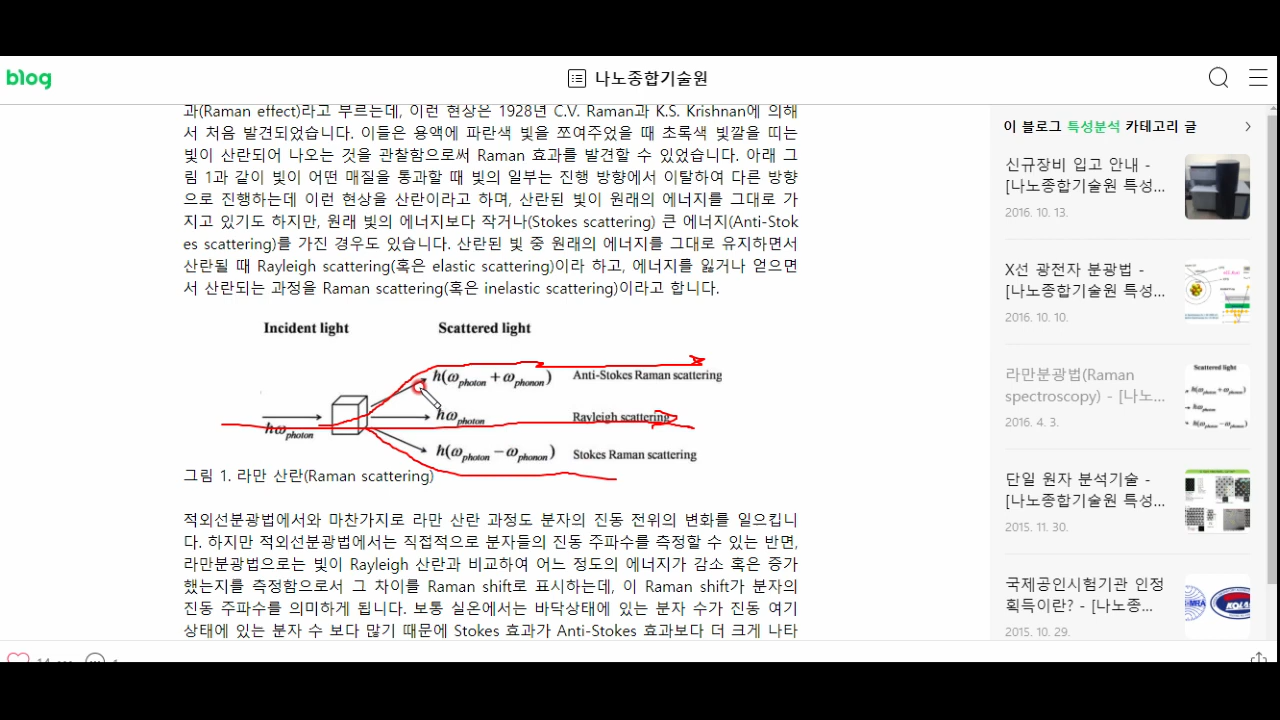 blog
나노종합기술원
과(Raman effect)라고 부르는데, 이런 현상은 1928년 C.V. Raman과 K.S. Krishnan에 의해
서 처음 발견되었습니다. 이들은 용액에 파란색 빛을 쪼여주었을 때 초록색 빛깔을 띠는
빛이 산란되어 나오는 것을 관찰함으로써 Raman 효과를 발견할 수 있었습니다. 아래 그
림 1과 같이 빛이 어떤 매질을 통과할 때 빛의 일부는 진행 방향에서 이탈하여 다른 방향
으로 진행하는데 이런 현상을 산란이라고 하며, 산란된 빛이 원래의 에너지를 그대로 가
지고 있기도 하지만, 원래 빛의 에너지보다 작거나(Stokes scattering) 큰 에너지(Anti-Stok
es scattering)를 가진 경우도 있습니다. 산란된 빛 중 원래의 에너지를 그대로 유지하면서
산란될 때 Rayleigh scattering(혹은 elastic scattering)이라 하고, 에너지를 잃거나 얻으면
서 산란되는 과정을 Raman scattering(혹은 inelastic scattering)이라고 합니다.
Incident light
Scattered light
ħ(ω photon + ω phonon)
Anti-Stokes Raman scattering
ħω photon
ħω photon
Rayleigh scattering
ħ(ω photon − ω phonon)
Stokes Raman scattering
그림 1. 라만 산란(Raman scattering)
적외선분광법에서와 마찬가지로 라만 산란 과정도 분자의 진동 전위의 변화를 일으킵니
다. 하지만 적외선분광법에서는 직접적으로 분자들의 진동 주파수를 측정할 수 있는 반면,
라만분광법으로는 빛이 Rayleigh 산란과 비교하여 어느 정도의 에너지가 감소 혹은 증가
했는지를 측정함으로서 그 차이를 Raman shift로 표시하는데, 이 Raman shift가 분자의
진동 주파수를 의미하게 됩니다. 보통 실온에서는 바닥상태에 있는 분자 수가 진동 여기
상태에 있는 분자 수 보다 많기 때문에 Stokes 효과가 Anti-Stokes 효과보다 더 크게 나타
이 블로그 특성분석 카테고리 글
신규장비 입고 안내 -
[나노종합기술원 특성...
2016. 10. 13.
X선 광전자 분광법 -
[나노종합기술원 특성...
2016. 10. 10.
라만분광법(Raman
spectroscopy) - [나노...
2016. 4. 3.
Scattered light
단일 원자 분석기술 -
[나노종합기술원 특성...
2015. 11. 30.
국제공인시험기관 인정
획득이란? - [나노종...
2015. 10. 29.
KOLAS